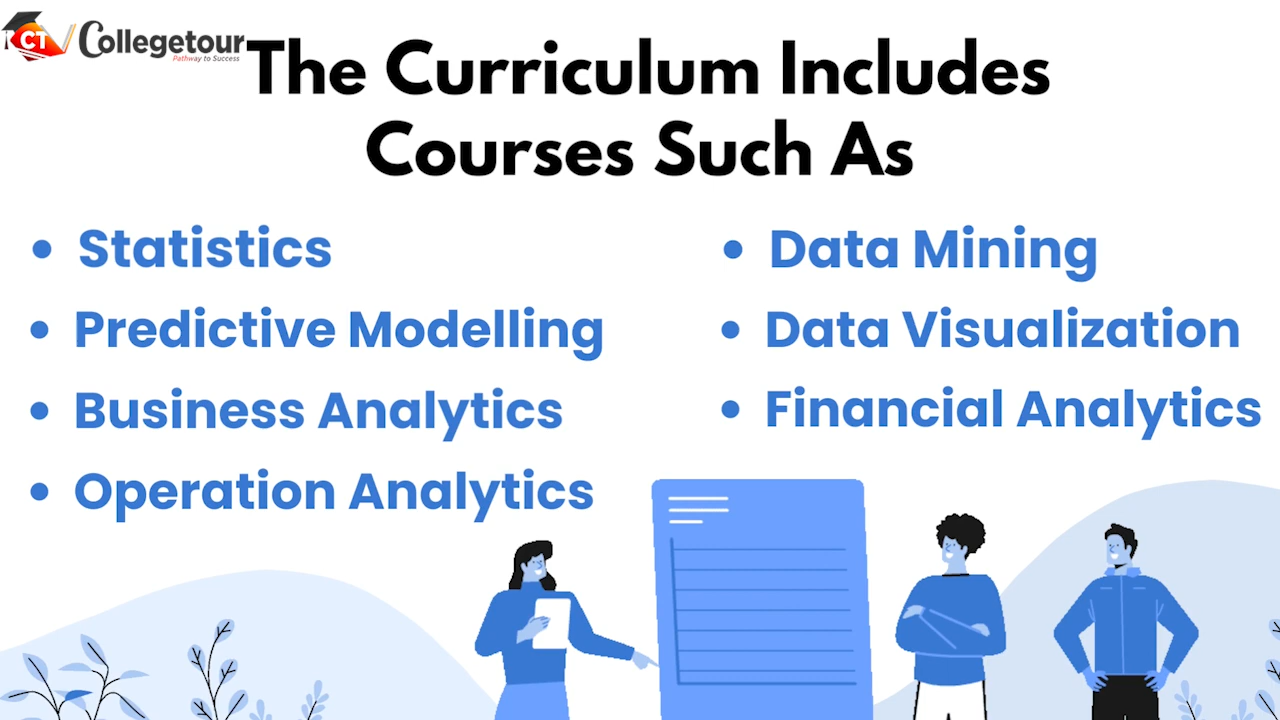 CT Collegetour
Pathway to Success
The Curriculum Includes
Courses Such As
• Statistics
• Predictive Modelling
• Business Analytics
• Operation Analytics
• Data Mining
• Data Visualization
• Financial Analytics